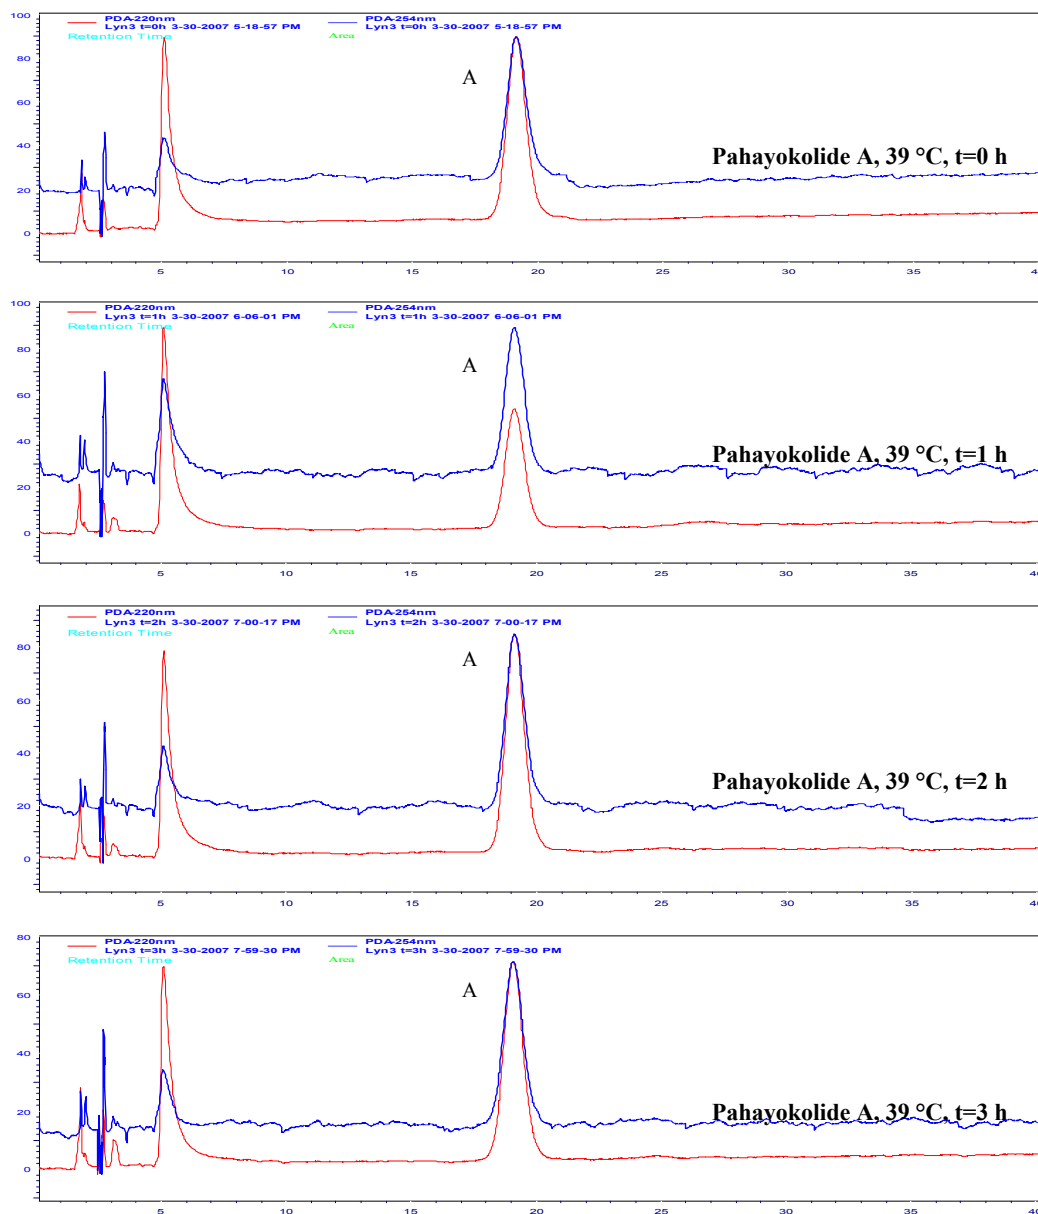 100
PDA-220nm PDA-254nm
Lyn3 t=0h 3-30-2007 5-18-57 PM Lyn3 t=0h 3-30-2007 5-18-57 PM
Retention Time Area
80
A
60
40
Pahayokolide A, 39 °C, t=0 h
20
0
5 10 15 20 25 30 35 40
100
PDA-220nm PDA-254nm
Lyn3 t=1h 3-30-2007 6-06-01 PM Lyn3 t=1h 3-30-2007 6-06-01 PM
Retention Time Area
80
A
60
40
Pahayokolide A, 39 °C, t=1 h
20
0
5 10 15 20 25 30 35 40
PDA-220nm PDA-254nm
Lyn3 t=2h 3-30-2007 7-00-17 PM Lyn3 t=2h 3-30-2007 7-00-17 PM
Retention Time Area
80
A
60
40
Pahayokolide A, 39 °C, t=2 h
20
0
5 10 15 20 25 30 35 40
80
PDA-220nm PDA-254nm
Lyn3 t=3h 3-30-2007 7-59-30 PM Lyn3 t=3h 3-30-2007 7-59-30 PM
Retention Time Area
60
A
40
20
Pahayokolide A, 39 °C, t=3 h
0
5 10 15 20 25 30 35 40